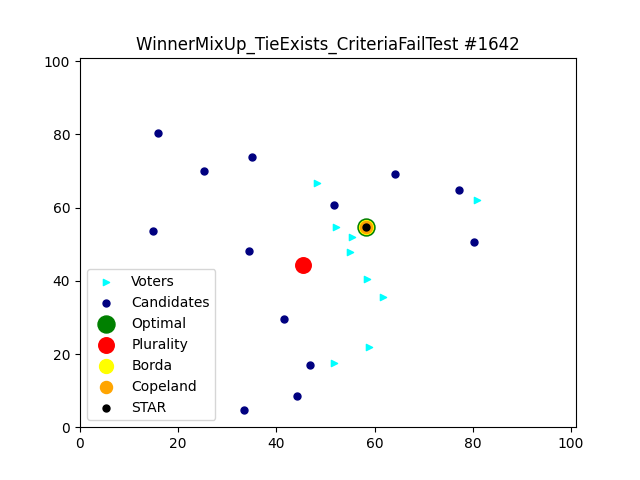 WinnerMixUp_TieExists_CriteriaFailTest #1642
100
80
60
40
20
0
Voters
Candidates
Optimal
Plurality
Borda
Copeland
STAR
0 20 40 60 80 100